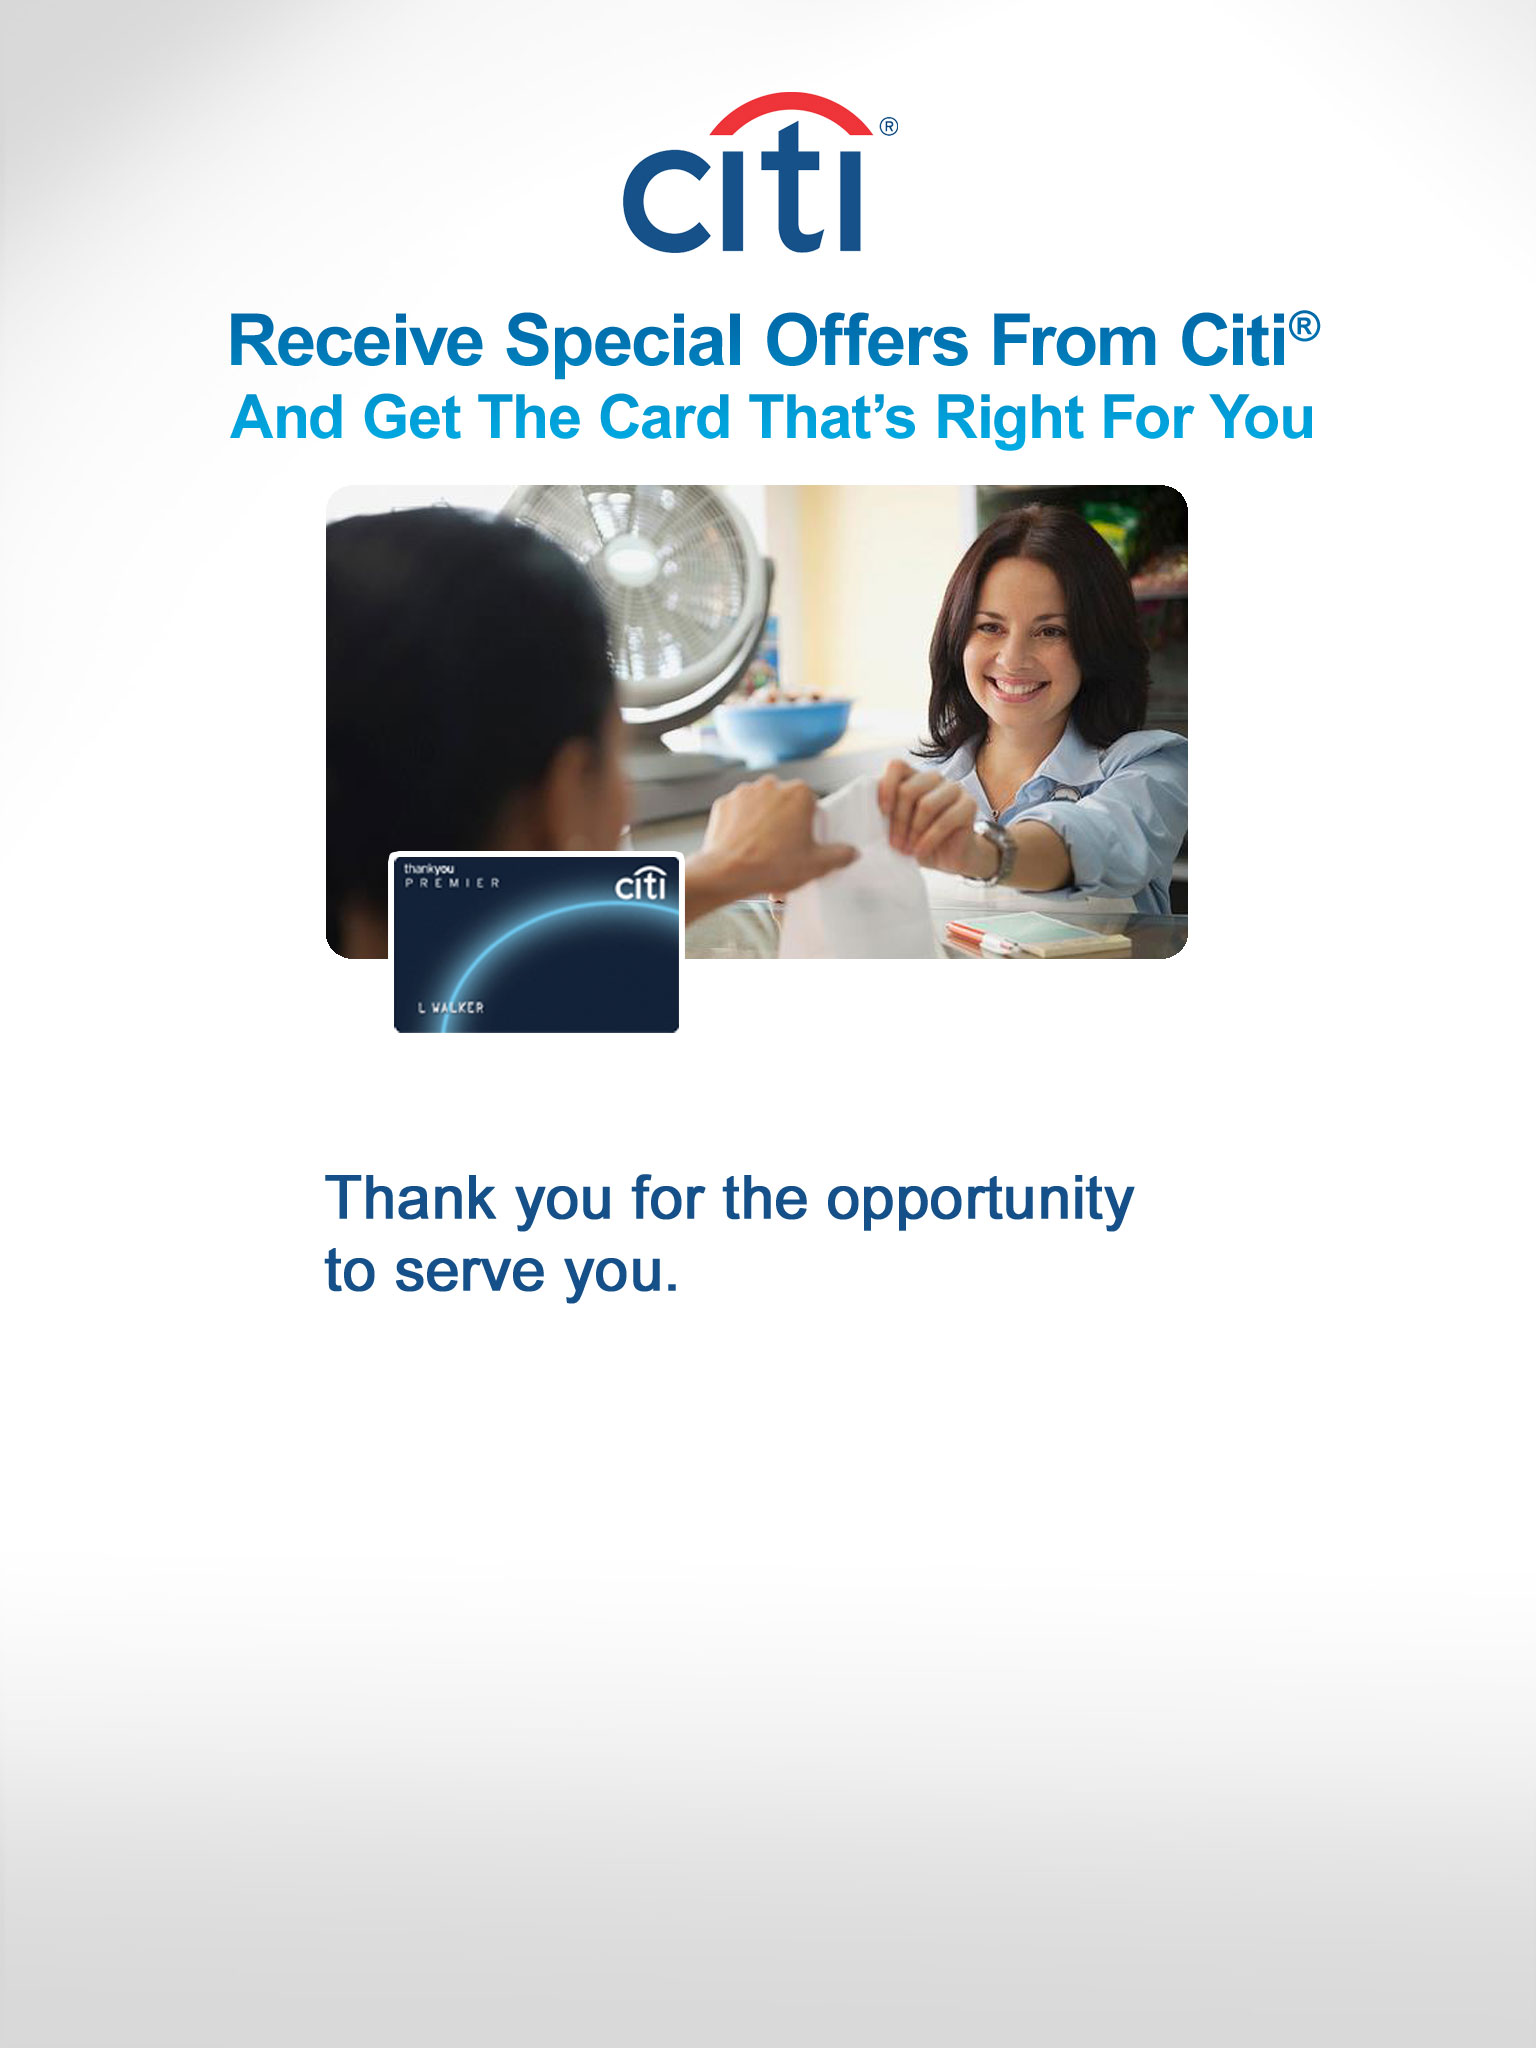 citi®
Receive Special Offers From Citi®
And Get The Card That’s Right For You
thankyou
PREMIER
citi
L WALKER
Thank you for the opportunity
to serve you.